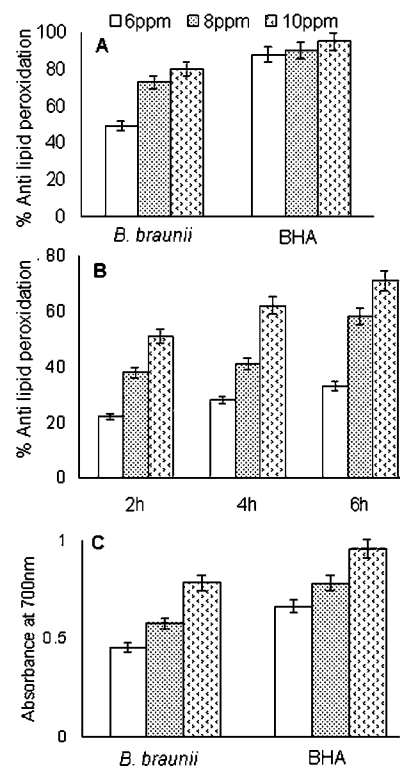 6ppm 8ppm 10ppm
A
% Anti lipid peroxidation
100
80
60
40
20
0
B. braunii BHA
B
% Anti lipid peroxidation
80
60
40
20
0
2h 4h 6h
C
Absorbance at 700nm
1
0.5
0
B. braunii BHA